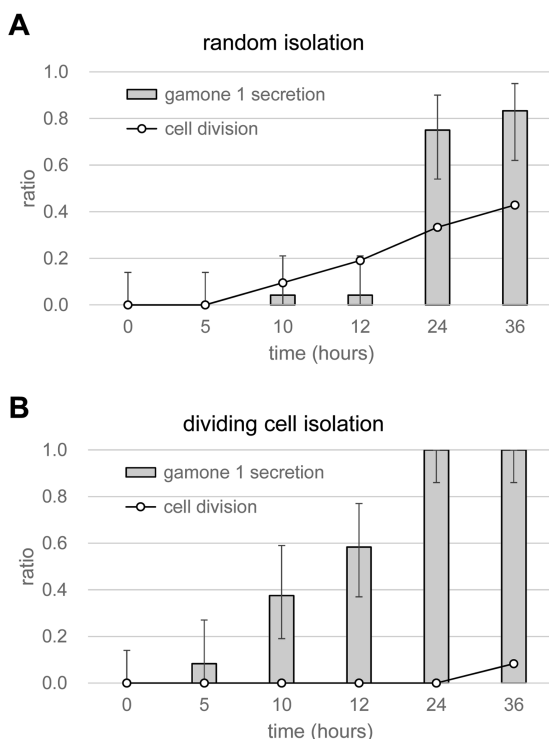 A
random isolation
1.0
gamone 1 secretion
0.8
cell division
0.6
ratio
0.4
0.2
0.0
0 5 10 12 24 36
time (hours)
B
dividing cell isolation
1.0
gamone 1 secretion
0.8
cell division
0.6
ratio
0.4
0.2
0.0
0 5 10 12 24 36
time (hours)